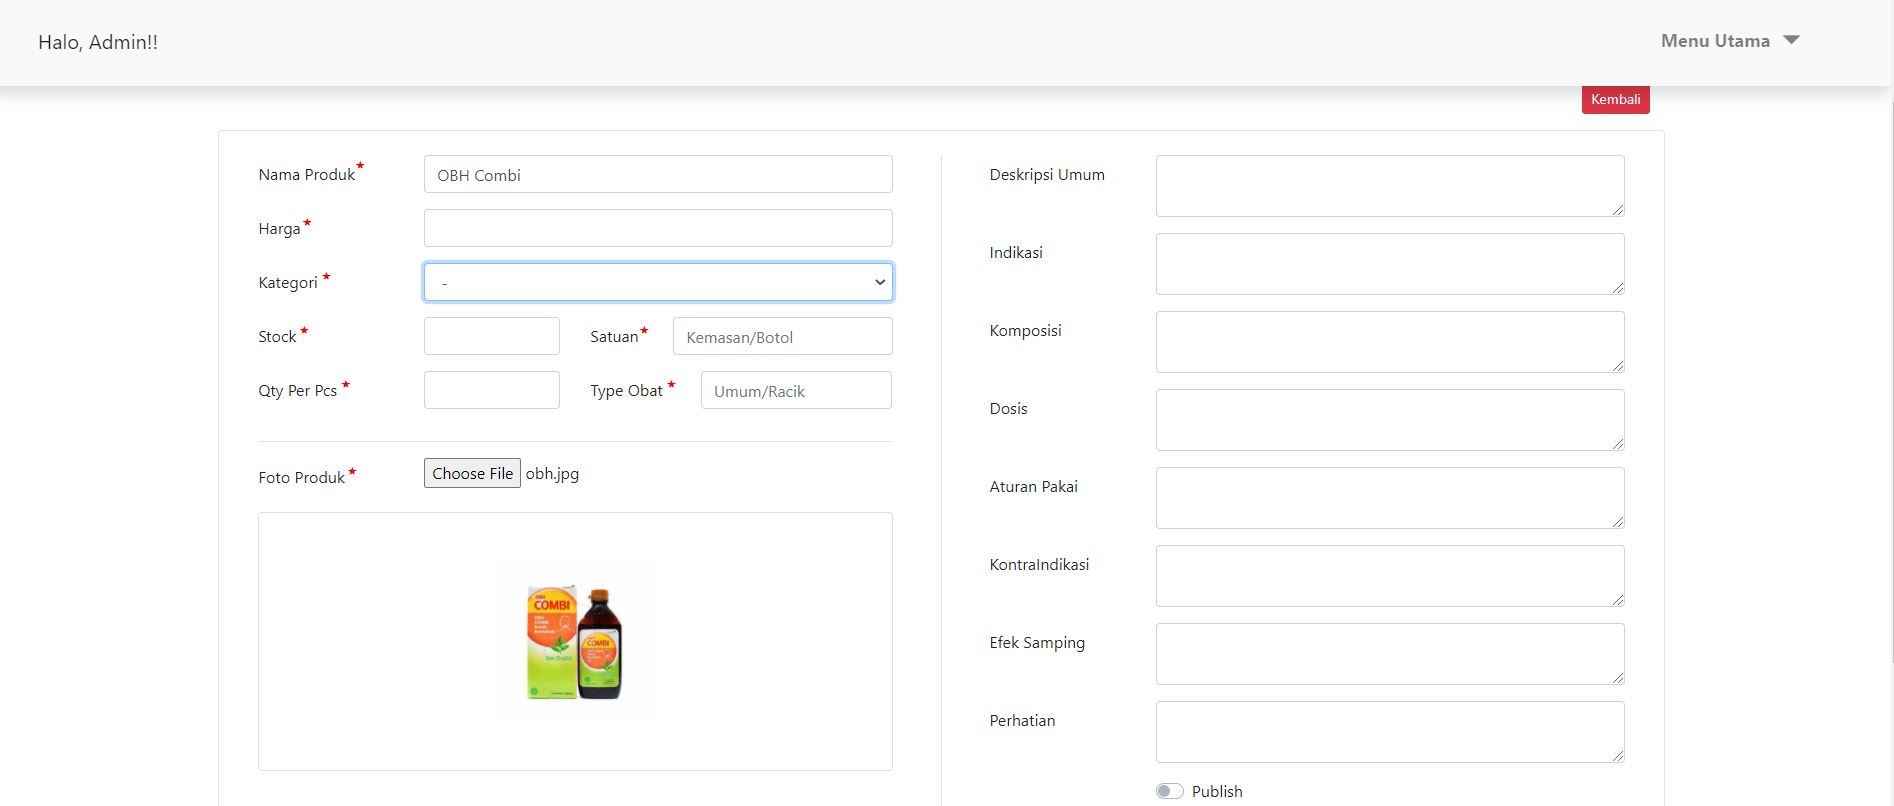 Halo, Admin!!
Menu Utama
Kembali
Nama Produk*
OBH Combi
Harga*
Kategori *
-
Stock *
Satuan*
Kemasan/Botol
Qty Per Pcs *
Type Obat *
Umum/Racik
Foto Produk*
Choose File obh.jpg
OBH
COMBI
COMBI
Deskripsi Umum
Indikasi
Komposisi
Dosis
Aturan Pakai
KontraIndikasi
Efek Samping
Perhatian
Publish